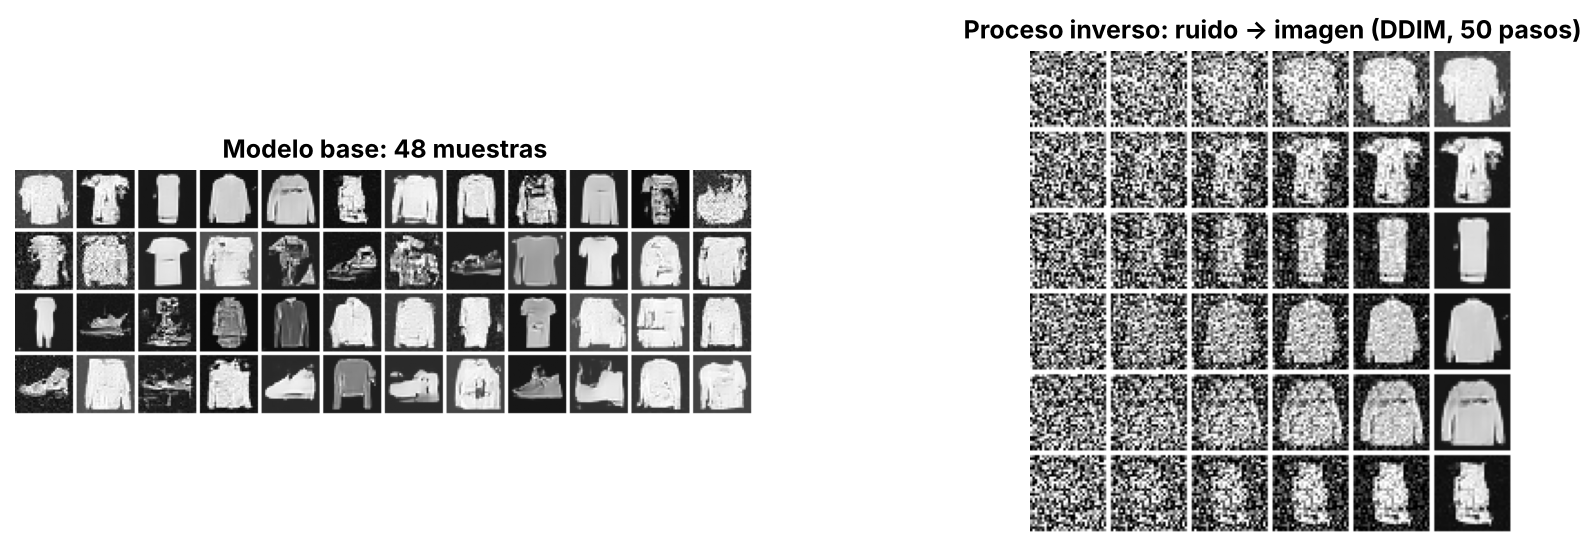 Modelo base: 48 muestras
Proceso inverso: ruido → imagen (DDIM, 50 pasos)